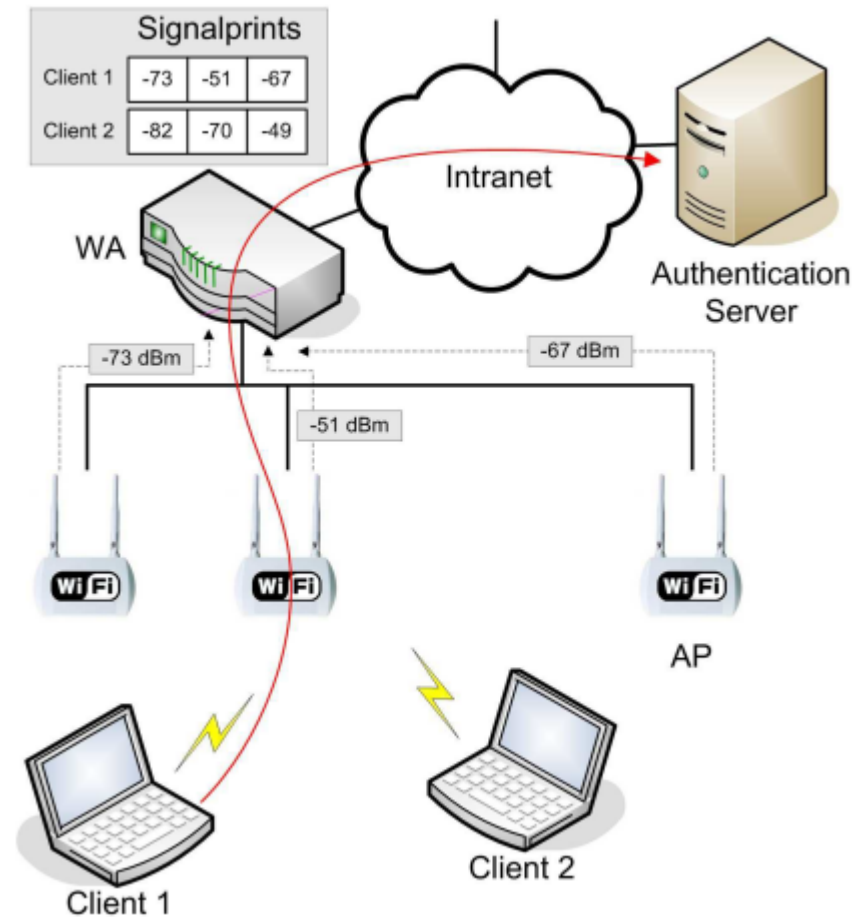 Signalprints
Client 1 -73 -51 -67
Client 2 -82 -70 -49
Intranet
WA
Authentication
Server
-73 dBm
-67 dBm
-51 dBm
Wi Fi
Wi Fi
Wi Fi
AP
Client 2
Client 1